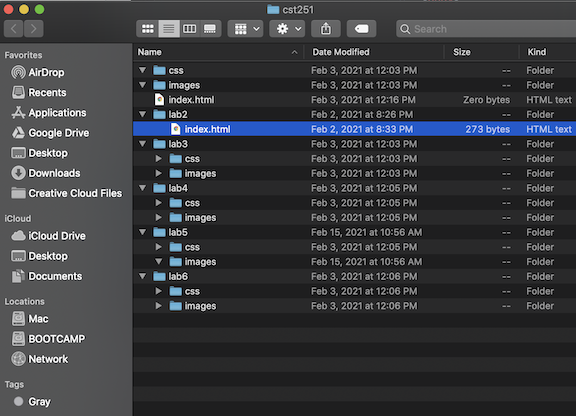 cst251
Search
Favorites
AirDrop
Recents
Applications
Google Drive
Desktop
Downloads
Creative Cloud Files
iCloud
iCloud Drive
Desktop
Documents
Locations
Mac
BOOTCAMP
Network
Tags
Gray
Name Date Modified Size Kind
css Feb 3, 2021 at 12:03 PM -- Folder
images Feb 3, 2021 at 12:03 PM -- Folder
index.html Feb 3, 2021 at 12:16 PM Zero bytes HTML text
lab2 Feb 2, 2021 at 8:26 PM -- Folder
index.html Feb 2, 2021 at 8:33 PM 273 bytes HTML text
lab3 Feb 3, 2021 at 12:03 PM -- Folder
css Feb 3, 2021 at 12:03 PM -- Folder
images Feb 3, 2021 at 12:03 PM -- Folder
lab4 Feb 3, 2021 at 12:05 PM -- Folder
css Feb 3, 2021 at 12:05 PM -- Folder
images Feb 3, 2021 at 12:05 PM -- Folder
lab5 Feb 15, 2021 at 10:56 AM -- Folder
css Feb 3, 2021 at 12:05 PM -- Folder
images Feb 15, 2021 at 10:56 AM -- Folder
lab6 Feb 3, 2021 at 12:06 PM -- Folder
css Feb 3, 2021 at 12:06 PM -- Folder
images Feb 3, 2021 at 12:06 PM -- Folder